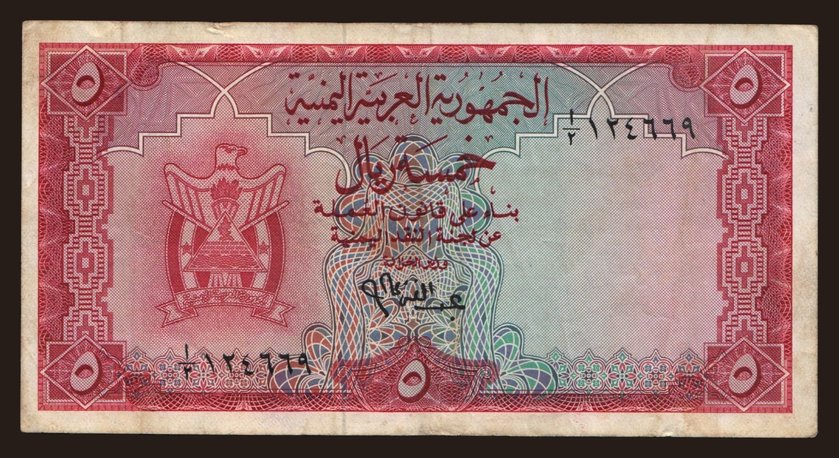 ٥ ٥
الجمهورية العربية اليمنية
١/٢ ١٢٤٦٦٩
خمسة ريال
بناء على قانون العملة
عن لجنة النقد اليمنية
١/٢ ١٢٤٦٦٩
٥ ٥ ٥